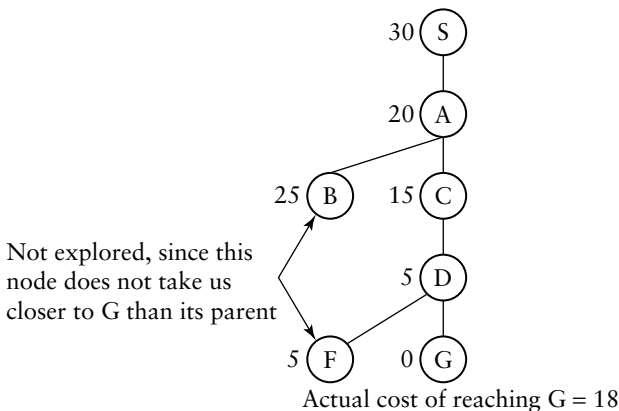 30 S
20 A
25 B 15 C
Not explored, since this
node does not take us
closer to G than its parent
5 D
5 F 0 G
Actual cost of reaching G = 18